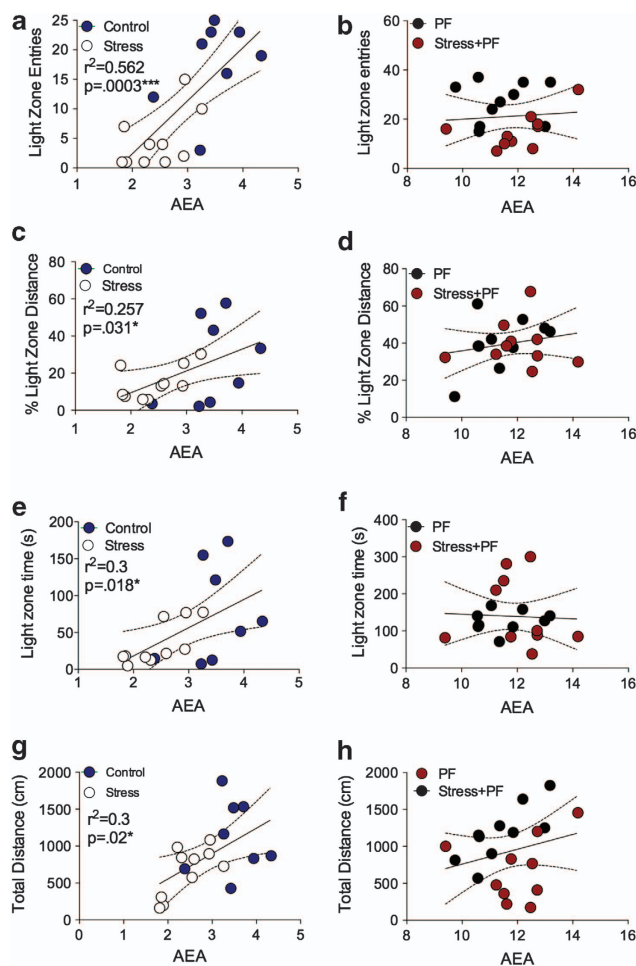 a
Light Zone Entries
25
20
15
10
5
0
Control
Stress
r²=0.562
p=.0003***
1 2 3 4 5
AEA
b
Light zone entries
60
40
20
0
PF
Stress+PF
8 10 12 14 16
AEA
c
% Light Zone Distance
80
60
40
20
0
Control
Stress
r²=0.257
p=.031*
1 2 3 4 5
AEA
d
% Light Zone Distance
80
60
40
20
0
PF
Stress+PF
8 10 12 14 16
AEA
e
Light zone time (s)
200
150
100
50
0
Control
Stress
r²=0.3
p=.018*
1 2 3 4 5
AEA
f
Light zone time (s)
400
300
200
100
0
PF
Stress+PF
8 10 12 14 16
AEA
g
Total Distance (cm)
2000
1500
1000
500
0
Control
Stress
r²=0.3
p=.02*
0 1 2 3 4 5
AEA
h
Total Distance (cm)
2000
1500
1000
500
0
PF
Stress+PF
8 10 12 14 16
AEA